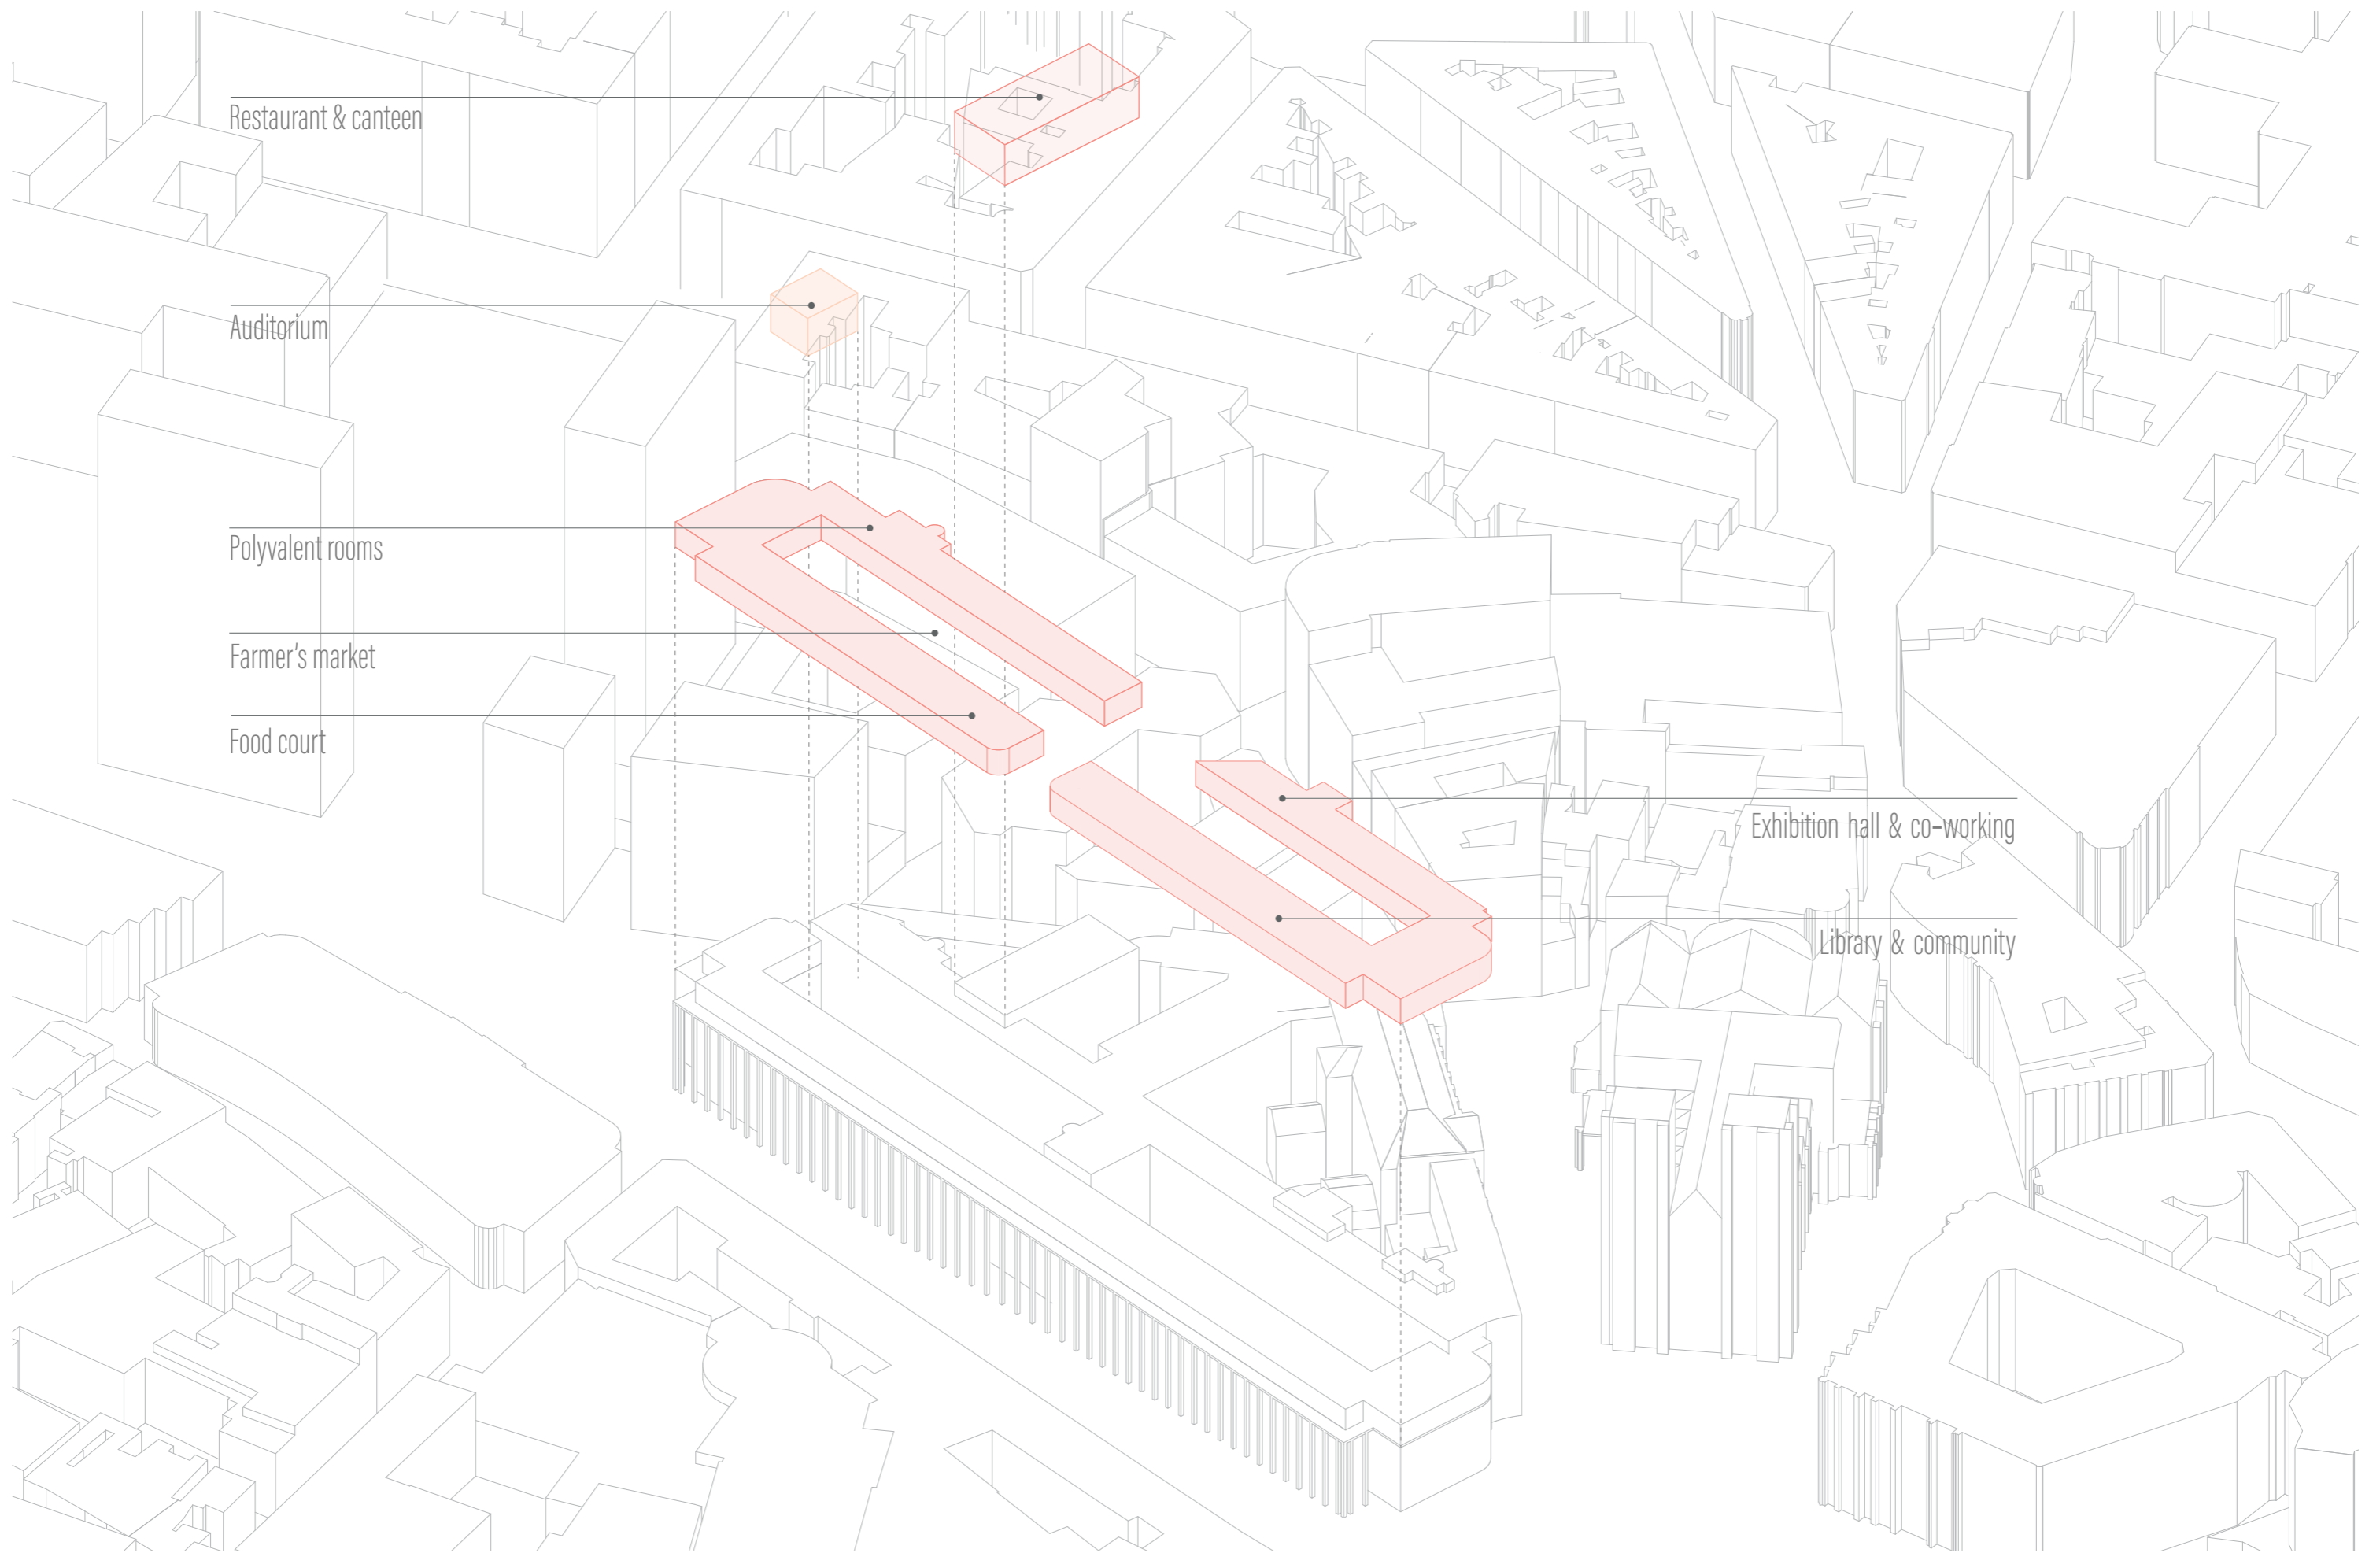 Restaurant & canteen
Auditorium
Polyvalent rooms
Farmer's market
Food court
Exhibition hall & co-working
Library & community